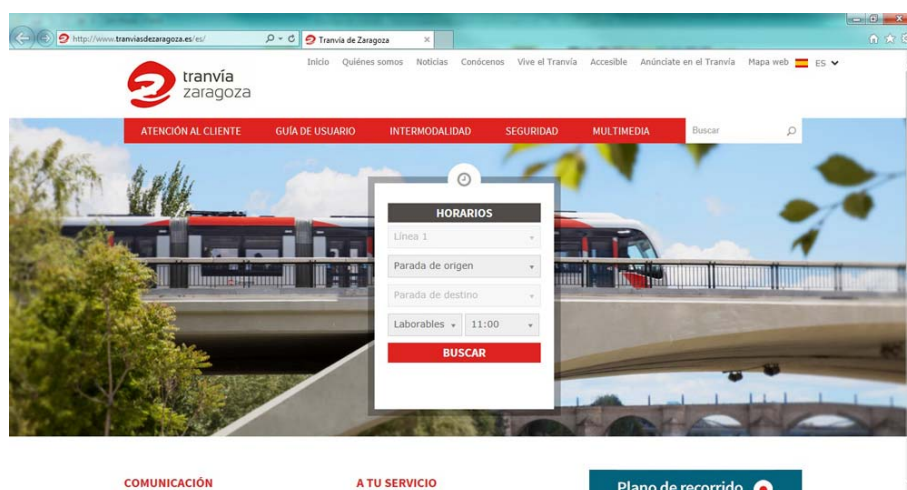 http://www.tranviasdezaragoza.es/es/
Tranvía de Zaragoza
Inicio Quiénes somos Noticias Conócenos Vive el Tranvía Accesible Anúnciate en el Tranvía Mapa web ES
tranvía
zaragoza
ATENCIÓN AL CLIENTE GUÍA DE USUARIO INTERMODALIDAD SEGURIDAD MULTIMEDIA Buscar
HORARIOS
Línea 1
Parada de origen
Parada de destino
Laborables 11:00
BUSCAR
COMUNICACIÓN A TU SERVICIO Plano de recorrido